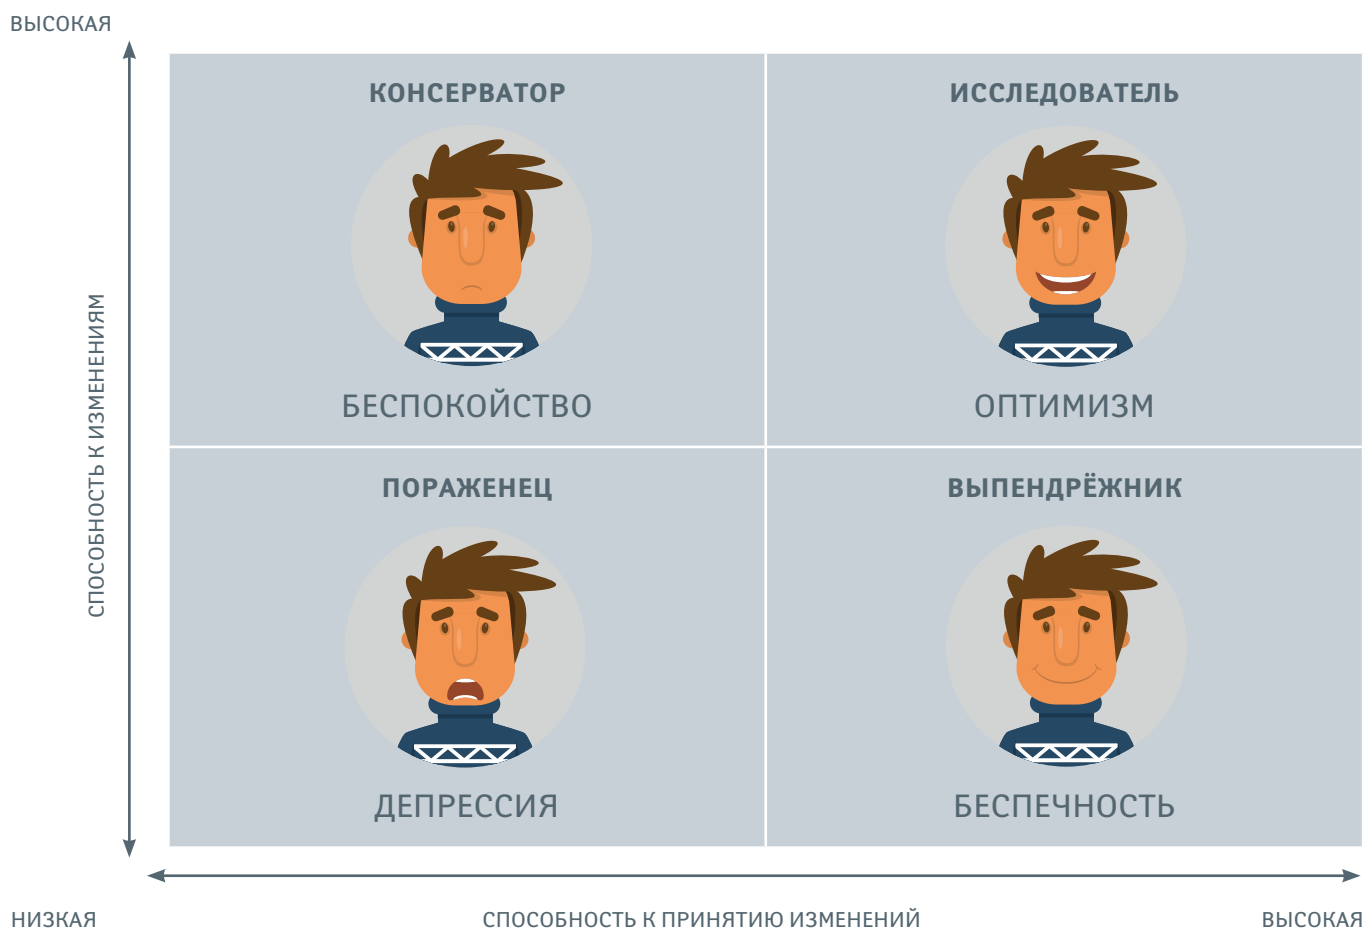 ВЫСОКАЯ
КОНСЕРВАТОР
ИССЛЕДОВАТЕЛЬ
БЕСПОКОЙСТВО
ОПТИМИЗМ
СПОСОБНОСТЬ К ИЗМЕНЕНИЯМ
ПОРАЖЕНЕЦ
ВЫПЕНДРЁЖНИК
ДЕПРЕССИЯ
БЕСПЕЧНОСТЬ
НИЗКАЯ
СПОСОБНОСТЬ К ПРИНЯТИЮ ИЗМЕНЕНИЙ
ВЫСОКАЯ